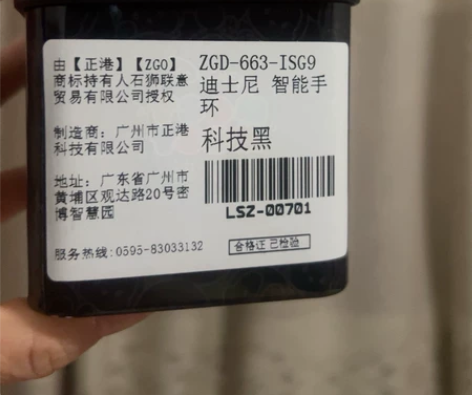 由【正港】【ZGO】
商标持有人石狮联意
贸易有限公司授权
制造商：广州市正港
科技有限公司
地址：广东省广州市
黄埔区观达路20号密
博智慧园
服务热线:0595-83033132
ZGD-663-ISG9
迪士尼 智能手
环
科技黑
LSZ-00701
合格证 已检验